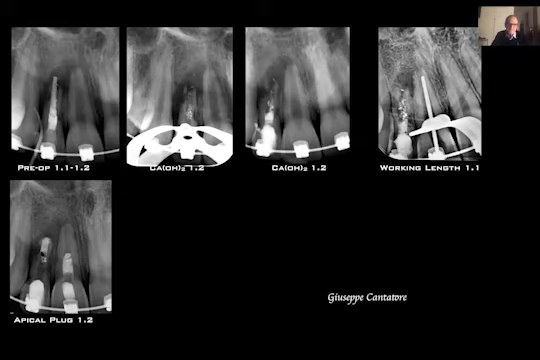 Pre-op 1.1-1.2
Ca(OH)₂ 1.2
Ca(OH)₂ 1.2
Working Length 1.1
Apical Plug 1.2
Giuseppe Cantatore